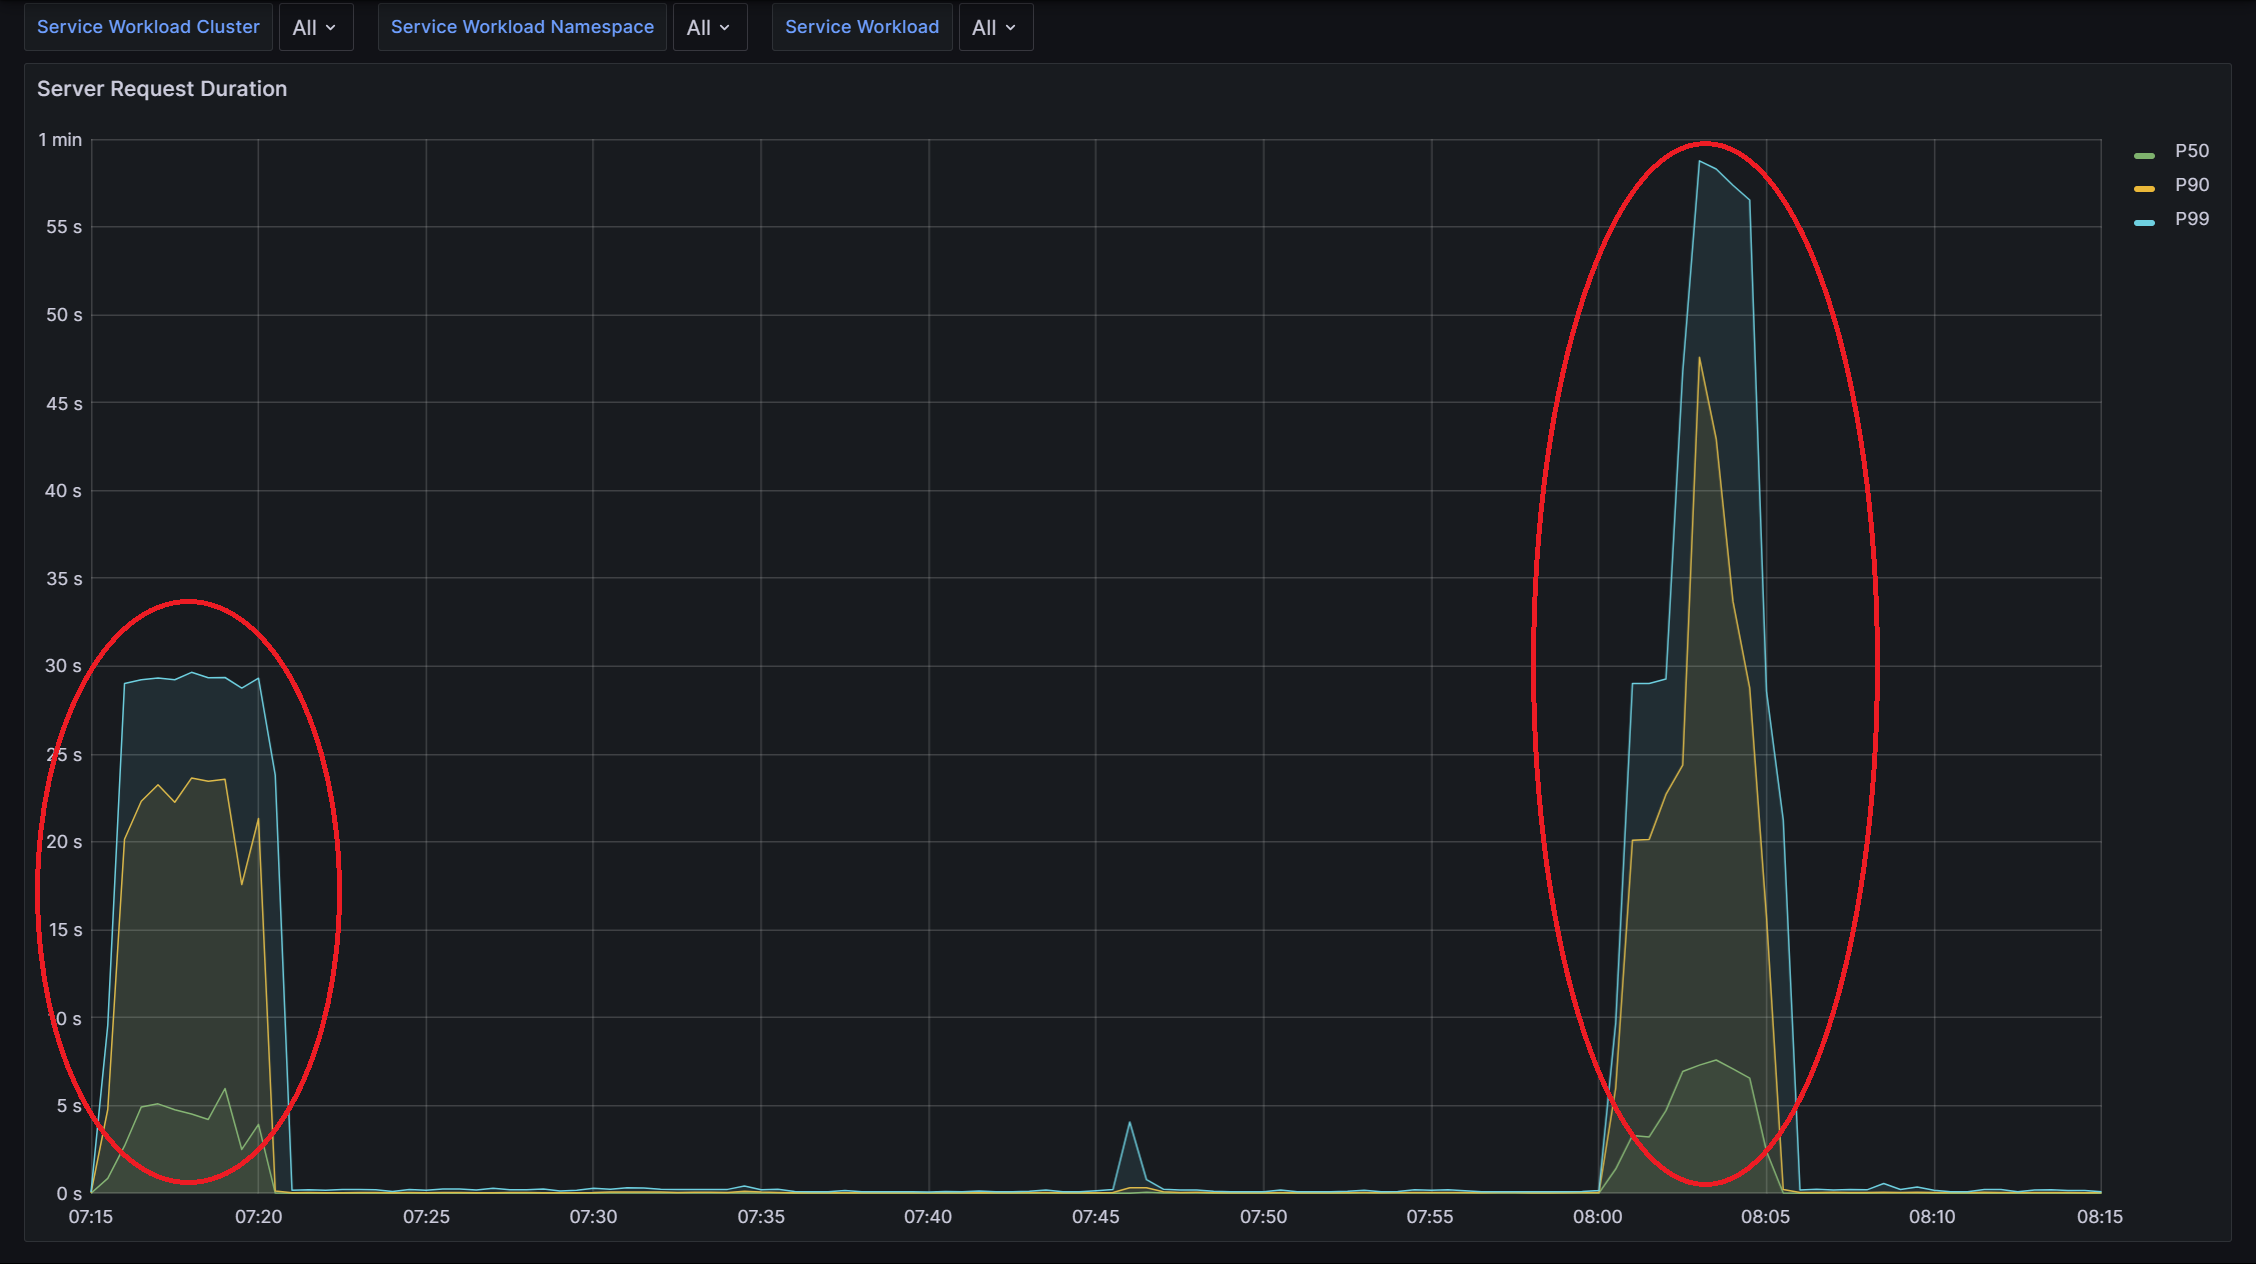 Service Workload Cluster All Service Workload Namespace All Service Workload All
Server Request Duration
1 min
55 s
50 s
45 s
40 s
35 s
30 s
25 s
20 s
15 s
0 s
5 s
0 s
07:15 07:20 07:25 07:30 07:35 07:40 07:45 07:50 07:55 08:00 08:05 08:10 08:15
P50
P90
P99